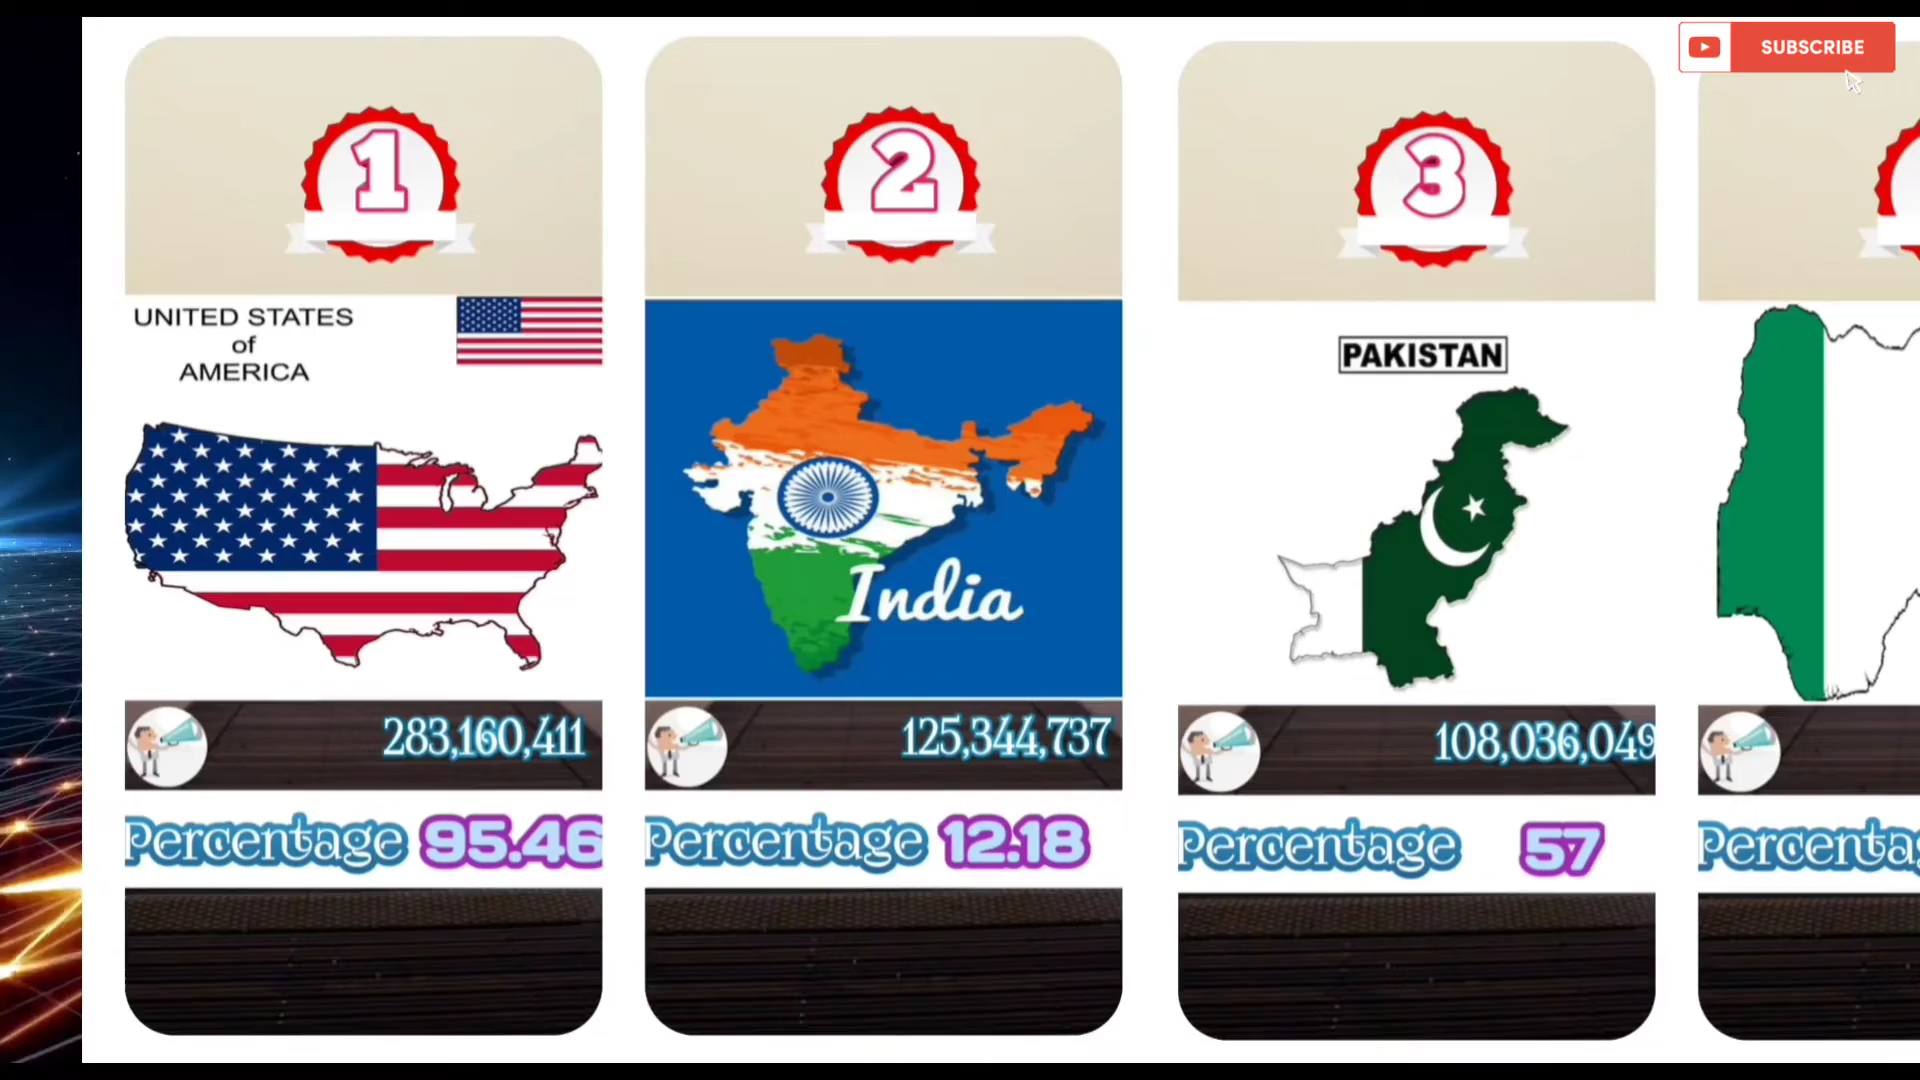 SUBSCRIBE
1
2
3
UNITED STATES
of
AMERICA
India
PAKISTAN
283,160,411
125,344,737
108,036,049
Percentage 95.46
Percentage 12.18
Percentage 57